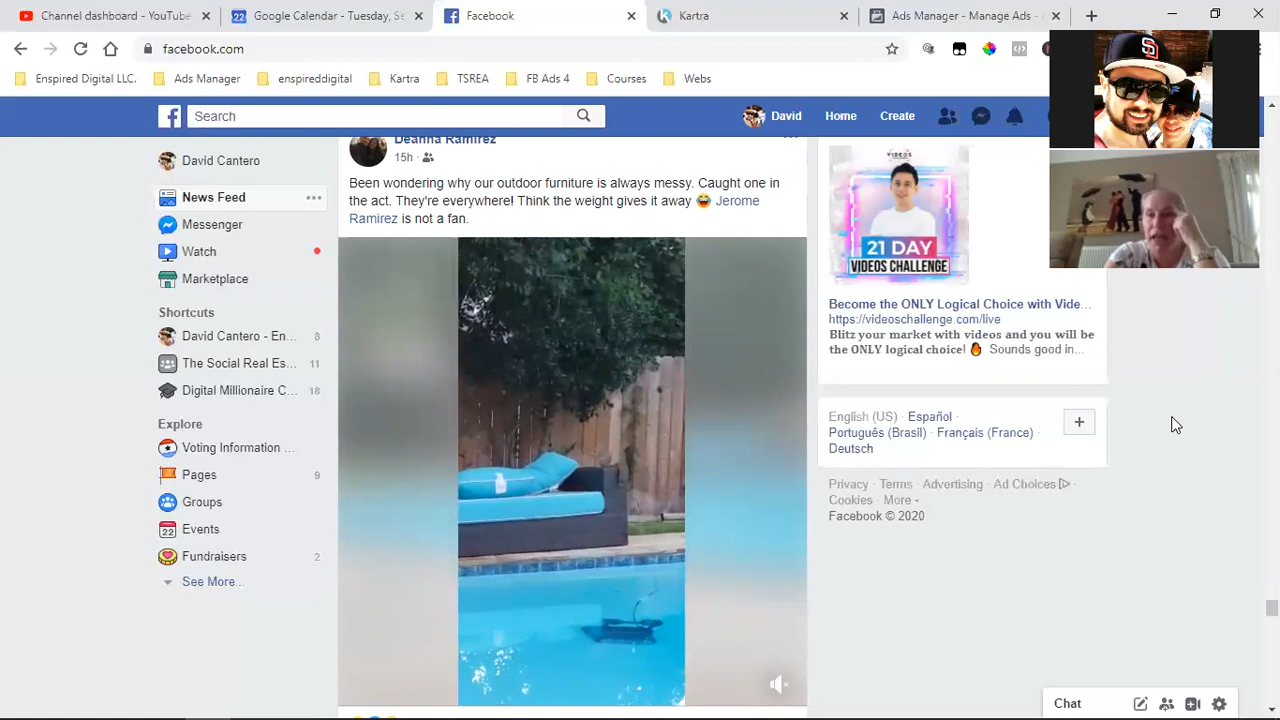 Channel dashboard - YouTube
Google Calendar - Tuesday, Se
Facebook
Kartra
Ads Manager - Manage Ads -
facebook.com
Enspired Digital LLC.
Ads Manager
enspireddigital
Kartra
TSREA
FB Ads 4
Courses
Webs
Search
David
Home
Create
David Cantero
News Feed
Messenger
Watch
Marketplace
Shortcuts
David Cantero - En... 8
The Social Real Es... 11
Digital Millionaire C... 18
Explore
Voting Information ...
Pages 9
Groups
22 Events
Fundraisers 2
See More...
Deanna Ramirez
15h ·
Been wondering why our outdoor furniture is always messy. Caught one in
the act. They're everywhere! Think the weight gives it away 😂 Jerome
Ramirez is not a fan.
VIDEOS
21 DAY
VIDEOS CHALLENGE
Become the ONLY Logical Choice with Vide...
https://videoschallenge.com/live
Blitz your market with videos and you will be
the ONLY logical choice! 🔥 Sounds good in...
English (US) · Español ·
Português (Brasil) · Français (France) ·
Deutsch
Privacy · Terms · Advertising · Ad Choices ·
Cookies · More
Facebook © 2020
Chat